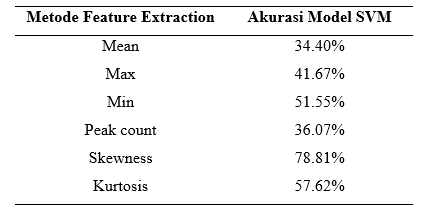 Metode Feature Extraction Akurasi Model SVM
Mean 34.40%
Max 41.67%
Min 51.55%
Peak count 36.07%
Skewness 78.81%
Kurtosis 57.62%